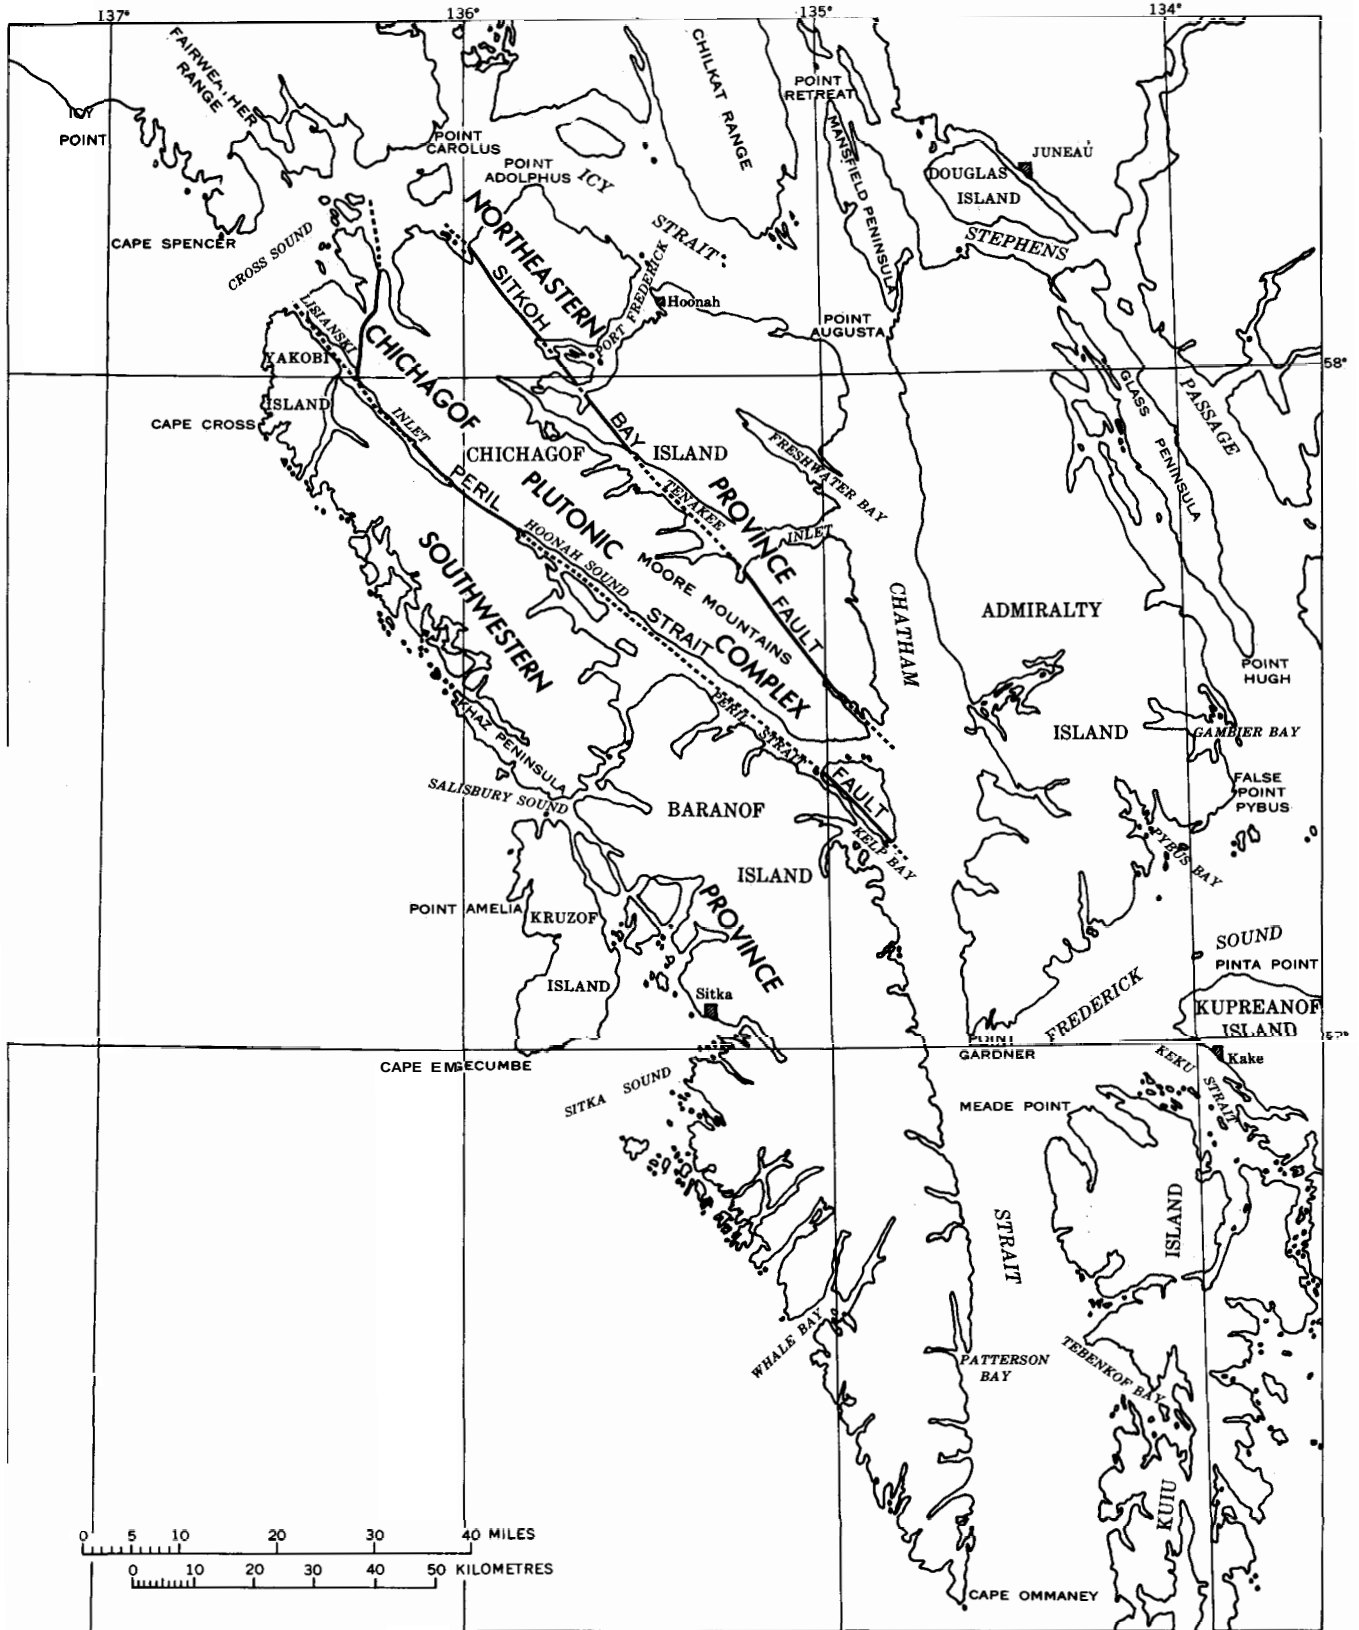 137°
136°
135°
134°
FAIRWEATHER
RANGE
ICY
POINT
CHILKAT RANGE
POINT
RETREAT
MANSFIELD PENINSULA
JUNEAU
DOUGLAS
ISLAND
POINT
CAROLUS
POINT
ADOLPHUS
ICY
STRAIT
STEPHENS
PASSAGE
CAPE SPENCER
CROSS SOUND
NORTHEASTERN
PROVINCE
SITKOH
BAY
FAULT
PORT FREDERICK
Hoonah
POINT
AUGUSTA
LISIANSKI
INLET
YAKOBI
ISLAND
58°
CAPE CROSS
CHICHAGOF
PLUTONIC
COMPLEX
CHICHAGOF
ISLAND
GLASS
PENINSULA
FRESHWATER BAY
TENAKEE
INLET
PERIL
STRAIT
FAULT
HOONAH SOUND
MOORE MOUNTAINS
SOUTHWESTERN
PROVINCE
CHATHAM
STRAIT
ADMIRALTY
ISLAND
POINT
HUGH
GAMBIER BAY
KHAZ PENINSULA
PERIL
STRAIT
SALISBURY SOUND
BARANOF
ISLAND
FALSE
POINT
PYBUS
PYBUS BAY
KELP BAY
POINT AMELIA
KRUZOF
ISLAND
Sitka
FREDERICK
SOUND
PINTA POINT
KUPREANOF
ISLAND
57°
CAPE EMGECUMBE
POINT
GARDNER
KEKU
STRAIT
Kake
SITKA SOUND
MEADE POINT
KUIU
ISLAND
WHALE BAY
PATTERSON
BAY
TEBENKOF BAY
CAPE OMMANEY
0 5 10 20 30 40 MILES
0 10 20 30 40 50 KILOMETRES